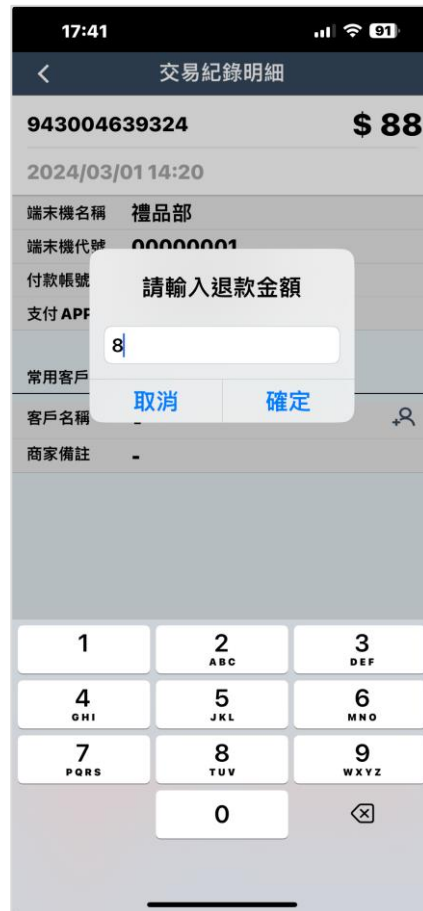 17:41 91
交易紀錄明細
943004639324 $ 88
2024/03/01 14:20
端末機名稱 禮品部
端末機代號 00000001
付款帳號
支付 APP
請輸入退款金額
8
取消 確定
常用客戶
客戶名稱 -
商家備註 -
1 2 3
ABC DEF
4 5 6
GHI JKL MNO
7 8 9
PQRS TUV WXYZ
0